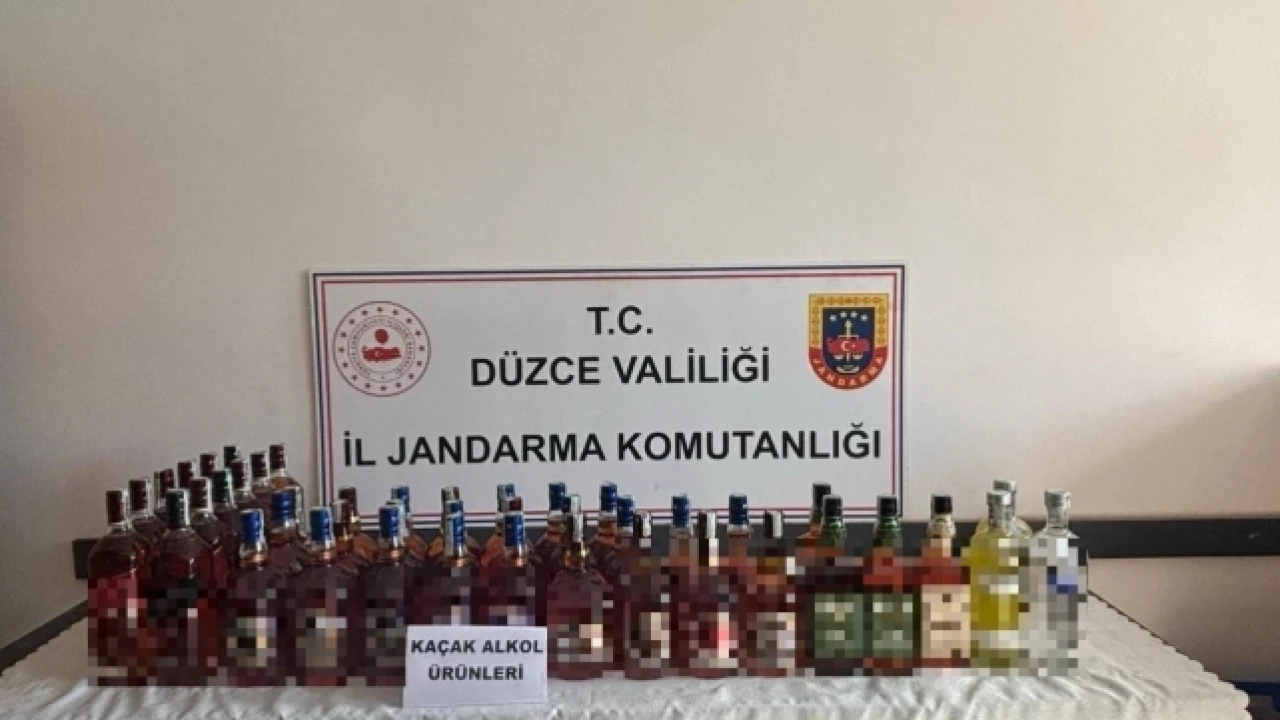 T.C.
DÜZCE VALİLİĞİ
İL JANDARMA KOMUTANLIĞI
JANDARMA
KAÇAK ALKOL
ÜRÜNLERİ